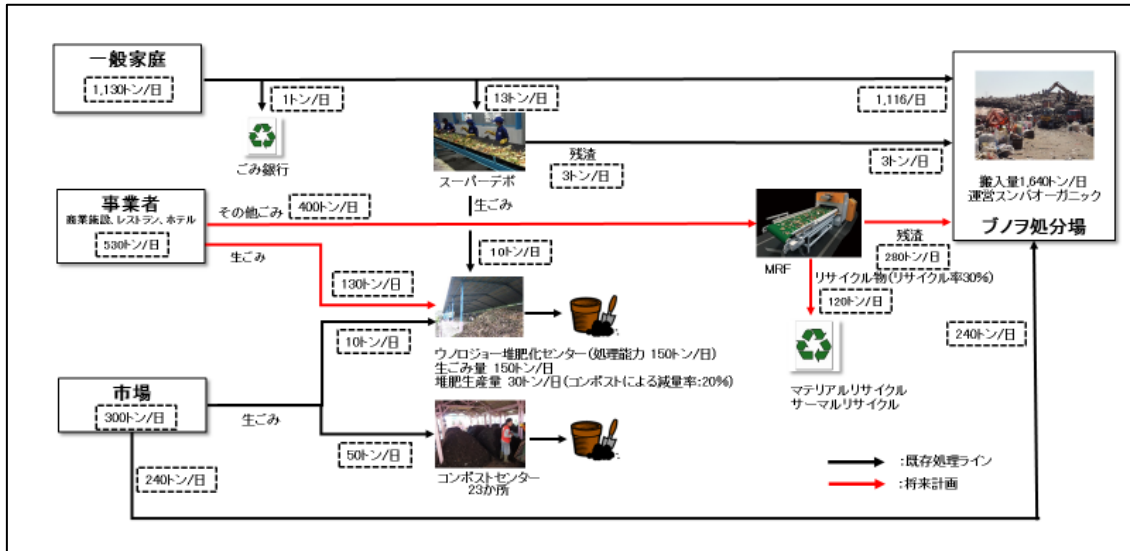 一般家庭
1,130トン/日
1トン/日
13トン/日
1,116/日
ごみ銀行
スーパーデポ
残渣
3トン/日
3トン/日
搬入量1,640トン/日
運営スンパオーガニック
ブノヲ処分場
事業者
商業施設、レストラン、ホテル
530トン/日
その他ごみ
400トン/日
生ごみ
生ごみ
10トン/日
130トン/日
MRF
残渣
280トン/日
リサイクル物(リサイクル率30%)
120トン/日
240トン/日
10トン/日
ウノロジョー堆肥化センター(処理能力 150トン/日)
生ごみ量 150トン/日
堆肥生産量 30トン/日(コンポストによる減量率:20%)
マテリアルリサイクル
サーマルリサイクル
市場
300トン/日
生ごみ
50トン/日
240トン/日
コンポストセンター
23か所
:既存処理ライン
:将来計画